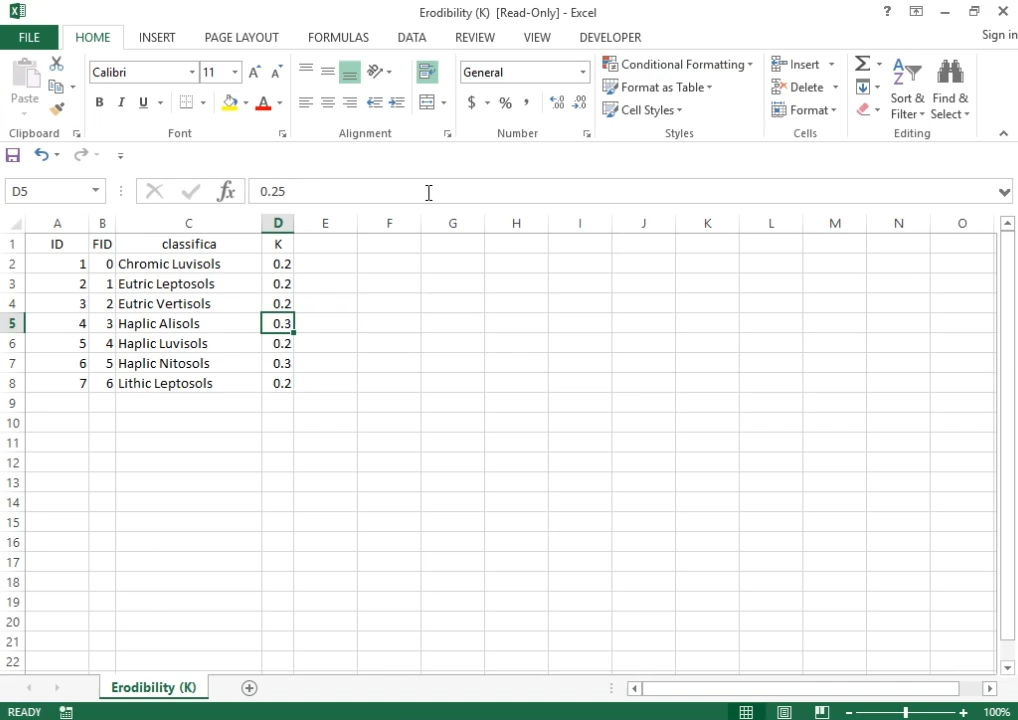 Erodibility (K) [Read-Only] - Excel
? 
FILE HOME INSERT PAGE LAYOUT FORMULAS DATA REVIEW VIEW DEVELOPER Sign in
Paste Calibri 11 A A General Conditional Formatting Insert Σ A Z Sort & Filter Find & Select
B I U A $ % , .0 .00 .00 .0 Format as Table Delete
Cell Styles Format
Clipboard Font Alignment Number Styles Cells Editing
D5 fx 0.25
A B C D E F G H I J K L M N O
1 ID FID classifica K
2 1 0 Chromic Luvisols 0.2
3 2 1 Eutric Leptosols 0.2
4 3 2 Eutric Vertisols 0.2
5 4 3 Haplic Alisols 0.3
6 5 4 Haplic Luvisols 0.2
7 6 5 Haplic Nitosols 0.3
8 7 6 Lithic Leptosols 0.2
9
10
11
12
13
14
15
16
17
18
19
20
21
22
Erodibility (K)
READY 100%